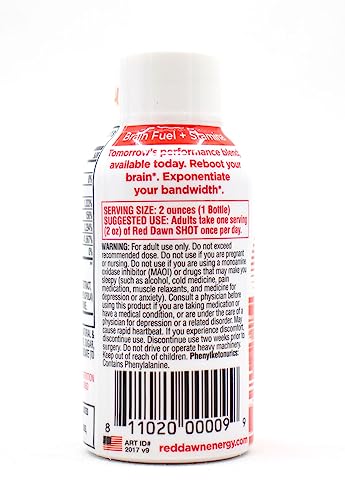 Brain Fuel + Stamina
Tomorrow's performance blend,
available today. Reboot your
brain*. Exponentiate
your bandwidth*.
SERVING SIZE: 2 ounces (1 Bottle)
SUGGESTED USE: Adults take one serving
(2 oz) of Red Dawn SHOT once per day.
WARNING: For adult use only. Do not exceed
recommended dose. Do not use if you are pregnant
or nursing. Do not use if you are using a monoamine
oxidase inhibitor (MAOI) or drugs that may make you
sleepy (such as alcohol, cold medicine, pain
medication, muscle relaxants, and medicine for
depression or anxiety). Consult a physician before
using this product if you are taking medication or
have a medical condition, or are under the care of a
physician for depression or a related disorder. May
cause rapid heartbeat. If you experience discomfort,
discontinue use. Discontinue use two weeks prior to
surgery. Do not drive or operate heavy machinery.
Keep out of reach of children. Phenylketonurics:
Contains Phenylalanine.
8 11020 00009 9
ART ID#
2017 v9
reddawnenergy.com